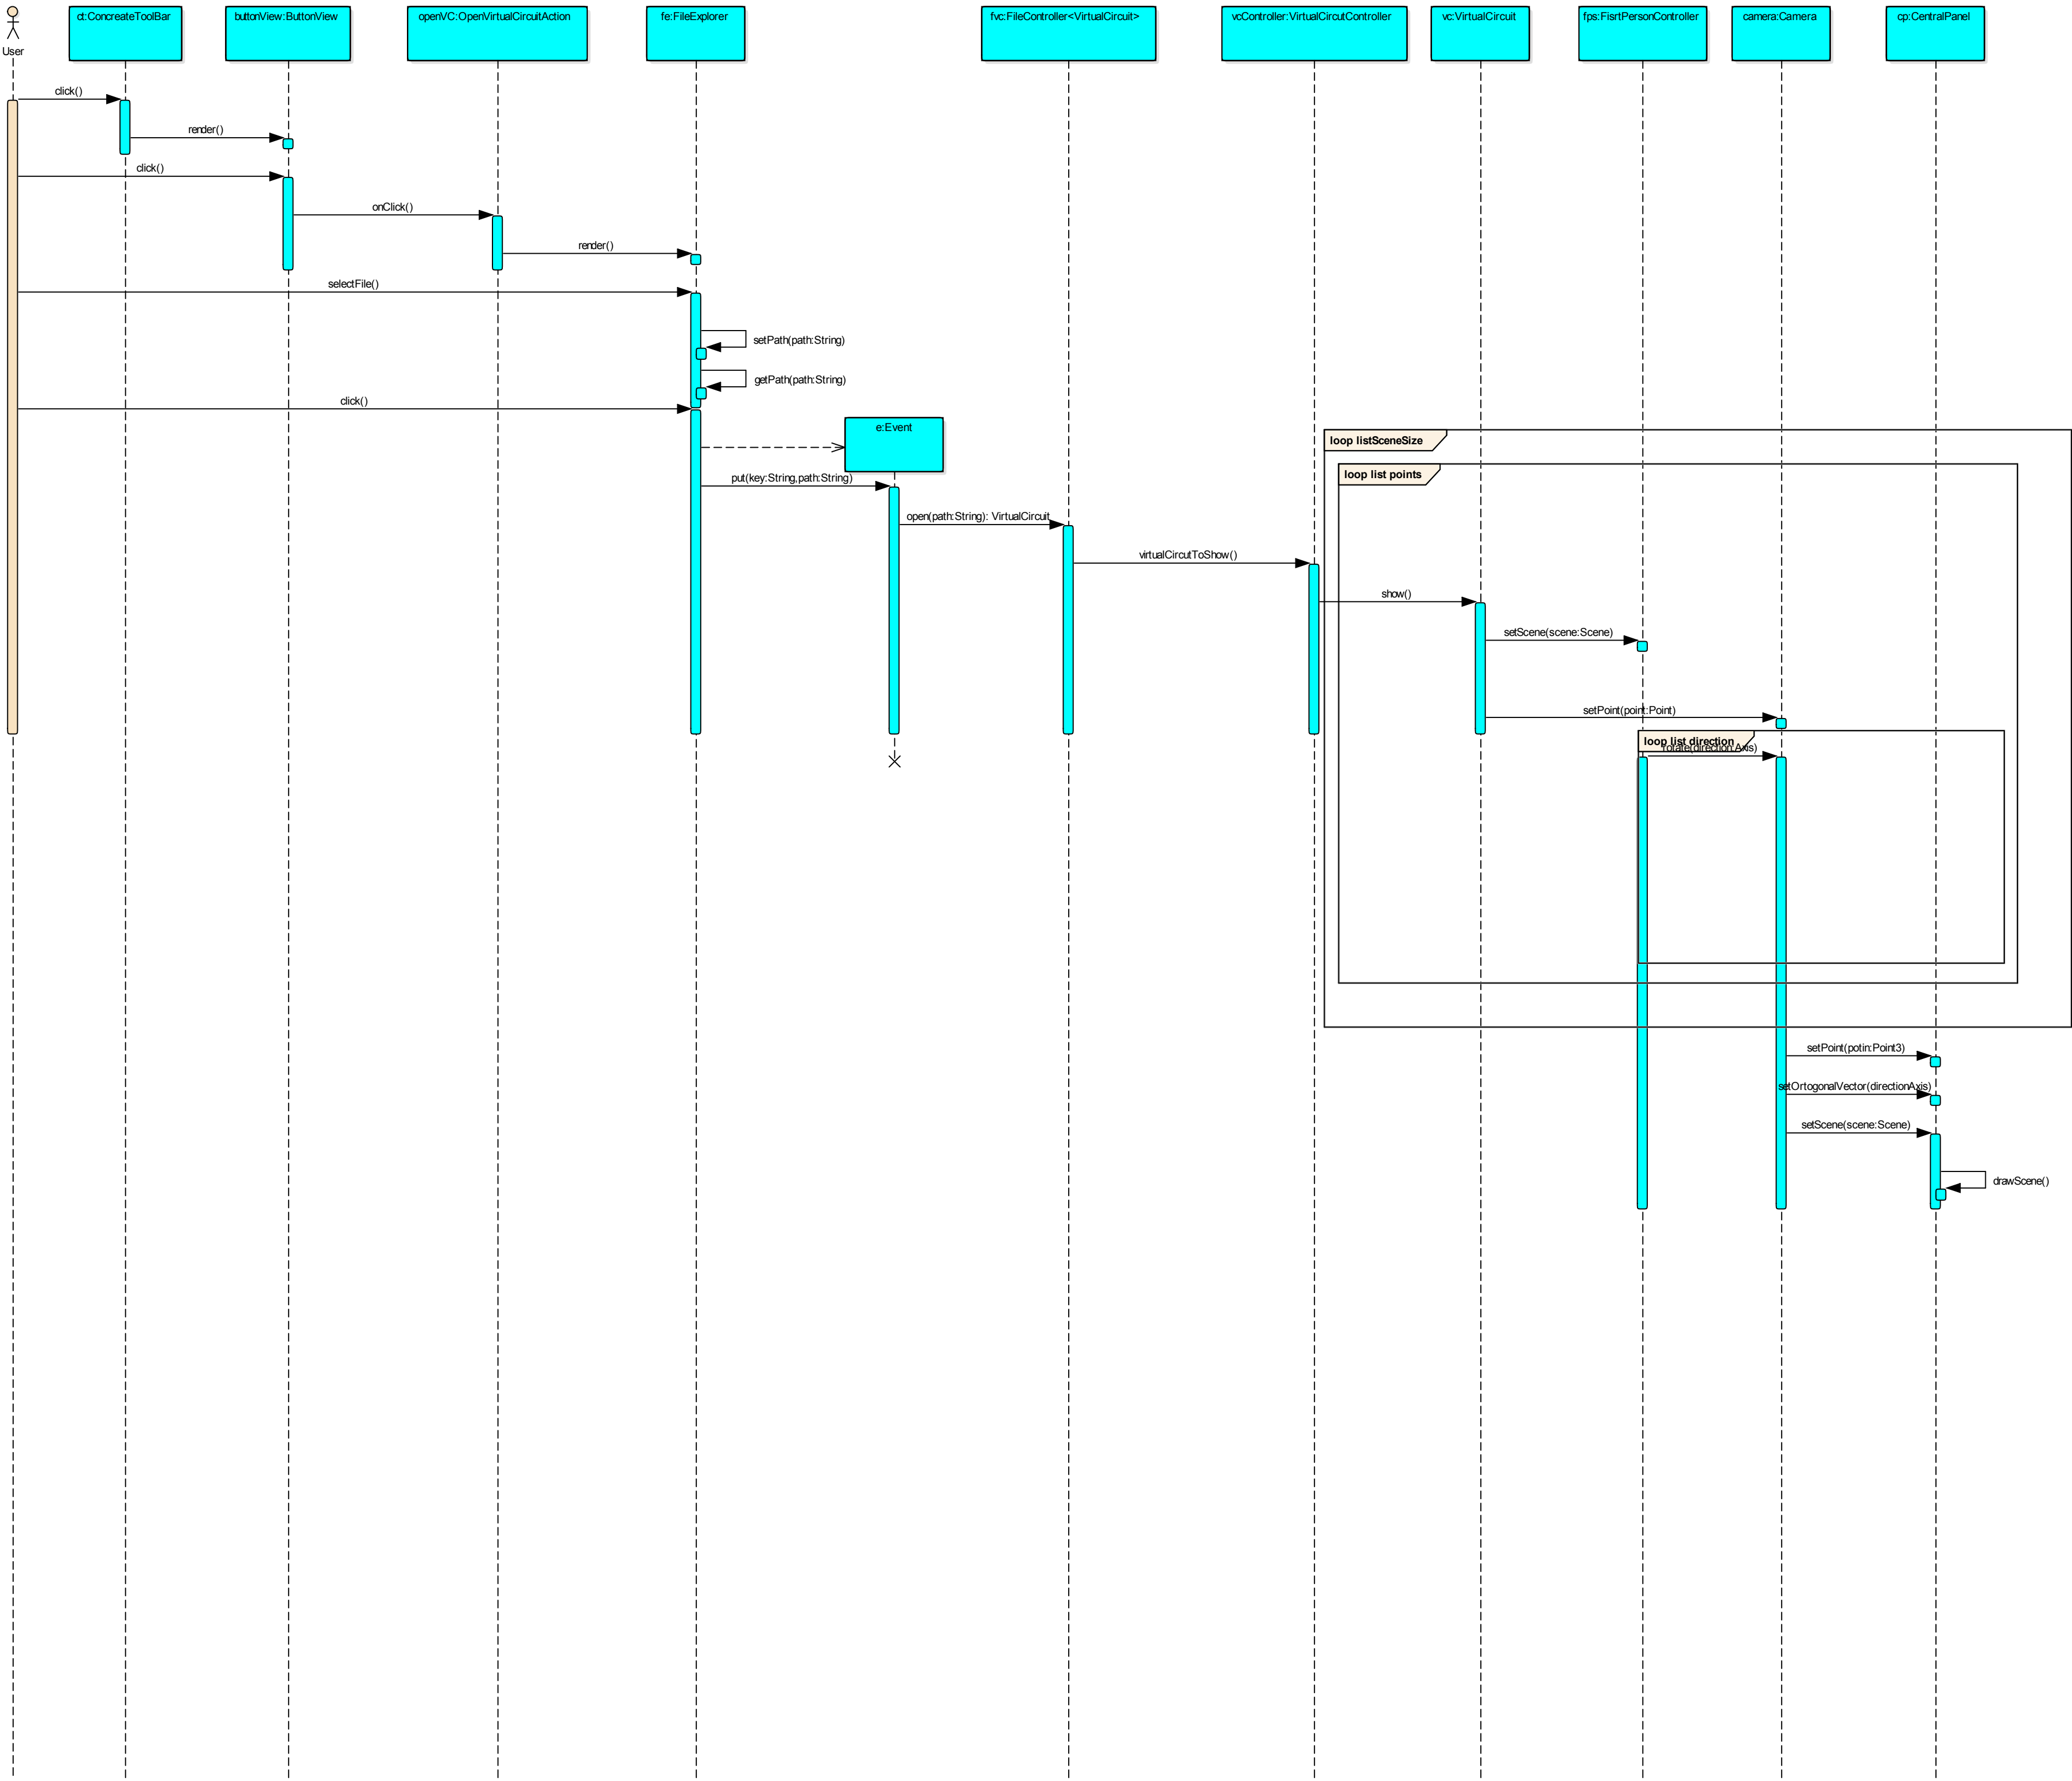 User
ct:ConcreateToolBar
buttonView:ButtonView
openVC:OpenVirtualCircuitAction
fe:FileExplorer
fvc:FileController<VirtualCircuit>
vcController:VirtualCircutController
vc:VirtualCircuit
fps:FisrtPersonController
camera:Camera
cp:CentralPanel
click()
render()
click()
onClick()
render()
selectFile()
setPath(path:String)
getPath(path:String)
click()
e:Event
loop listSceneSize
loop list points
put(key:String,path:String)
open(path:String): VirtualCircuit
virtualCircutToShow()
show()
setScene(scene:Scene)
setPoint(point:Point)
loop list direction
rotate(direction:Axis)
setPoint(potin:Point3)
setOrtogonalVector(directionAxis)
setScene(scene:Scene)
drawScene()